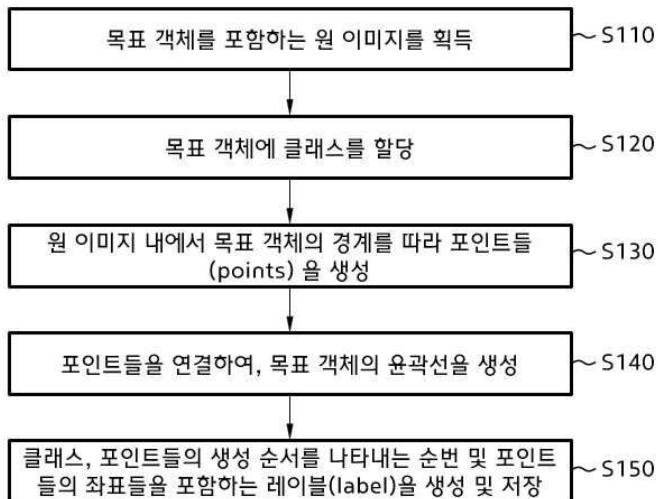 목표 객체를 포함하는 원 이미지를 획득
S110
목표 객체에 클래스를 할당
S120
원 이미지 내에서 목표 객체의 경계를 따라 포인트들
(points) 을 생성
S130
포인트들을 연결하여, 목표 객체의 윤곽선을 생성
S140
클래스, 포인트들의 생성 순서를 나타내는 순번 및 포인트
들의 좌표들을 포함하는 레이블(label)을 생성 및 저장
S150